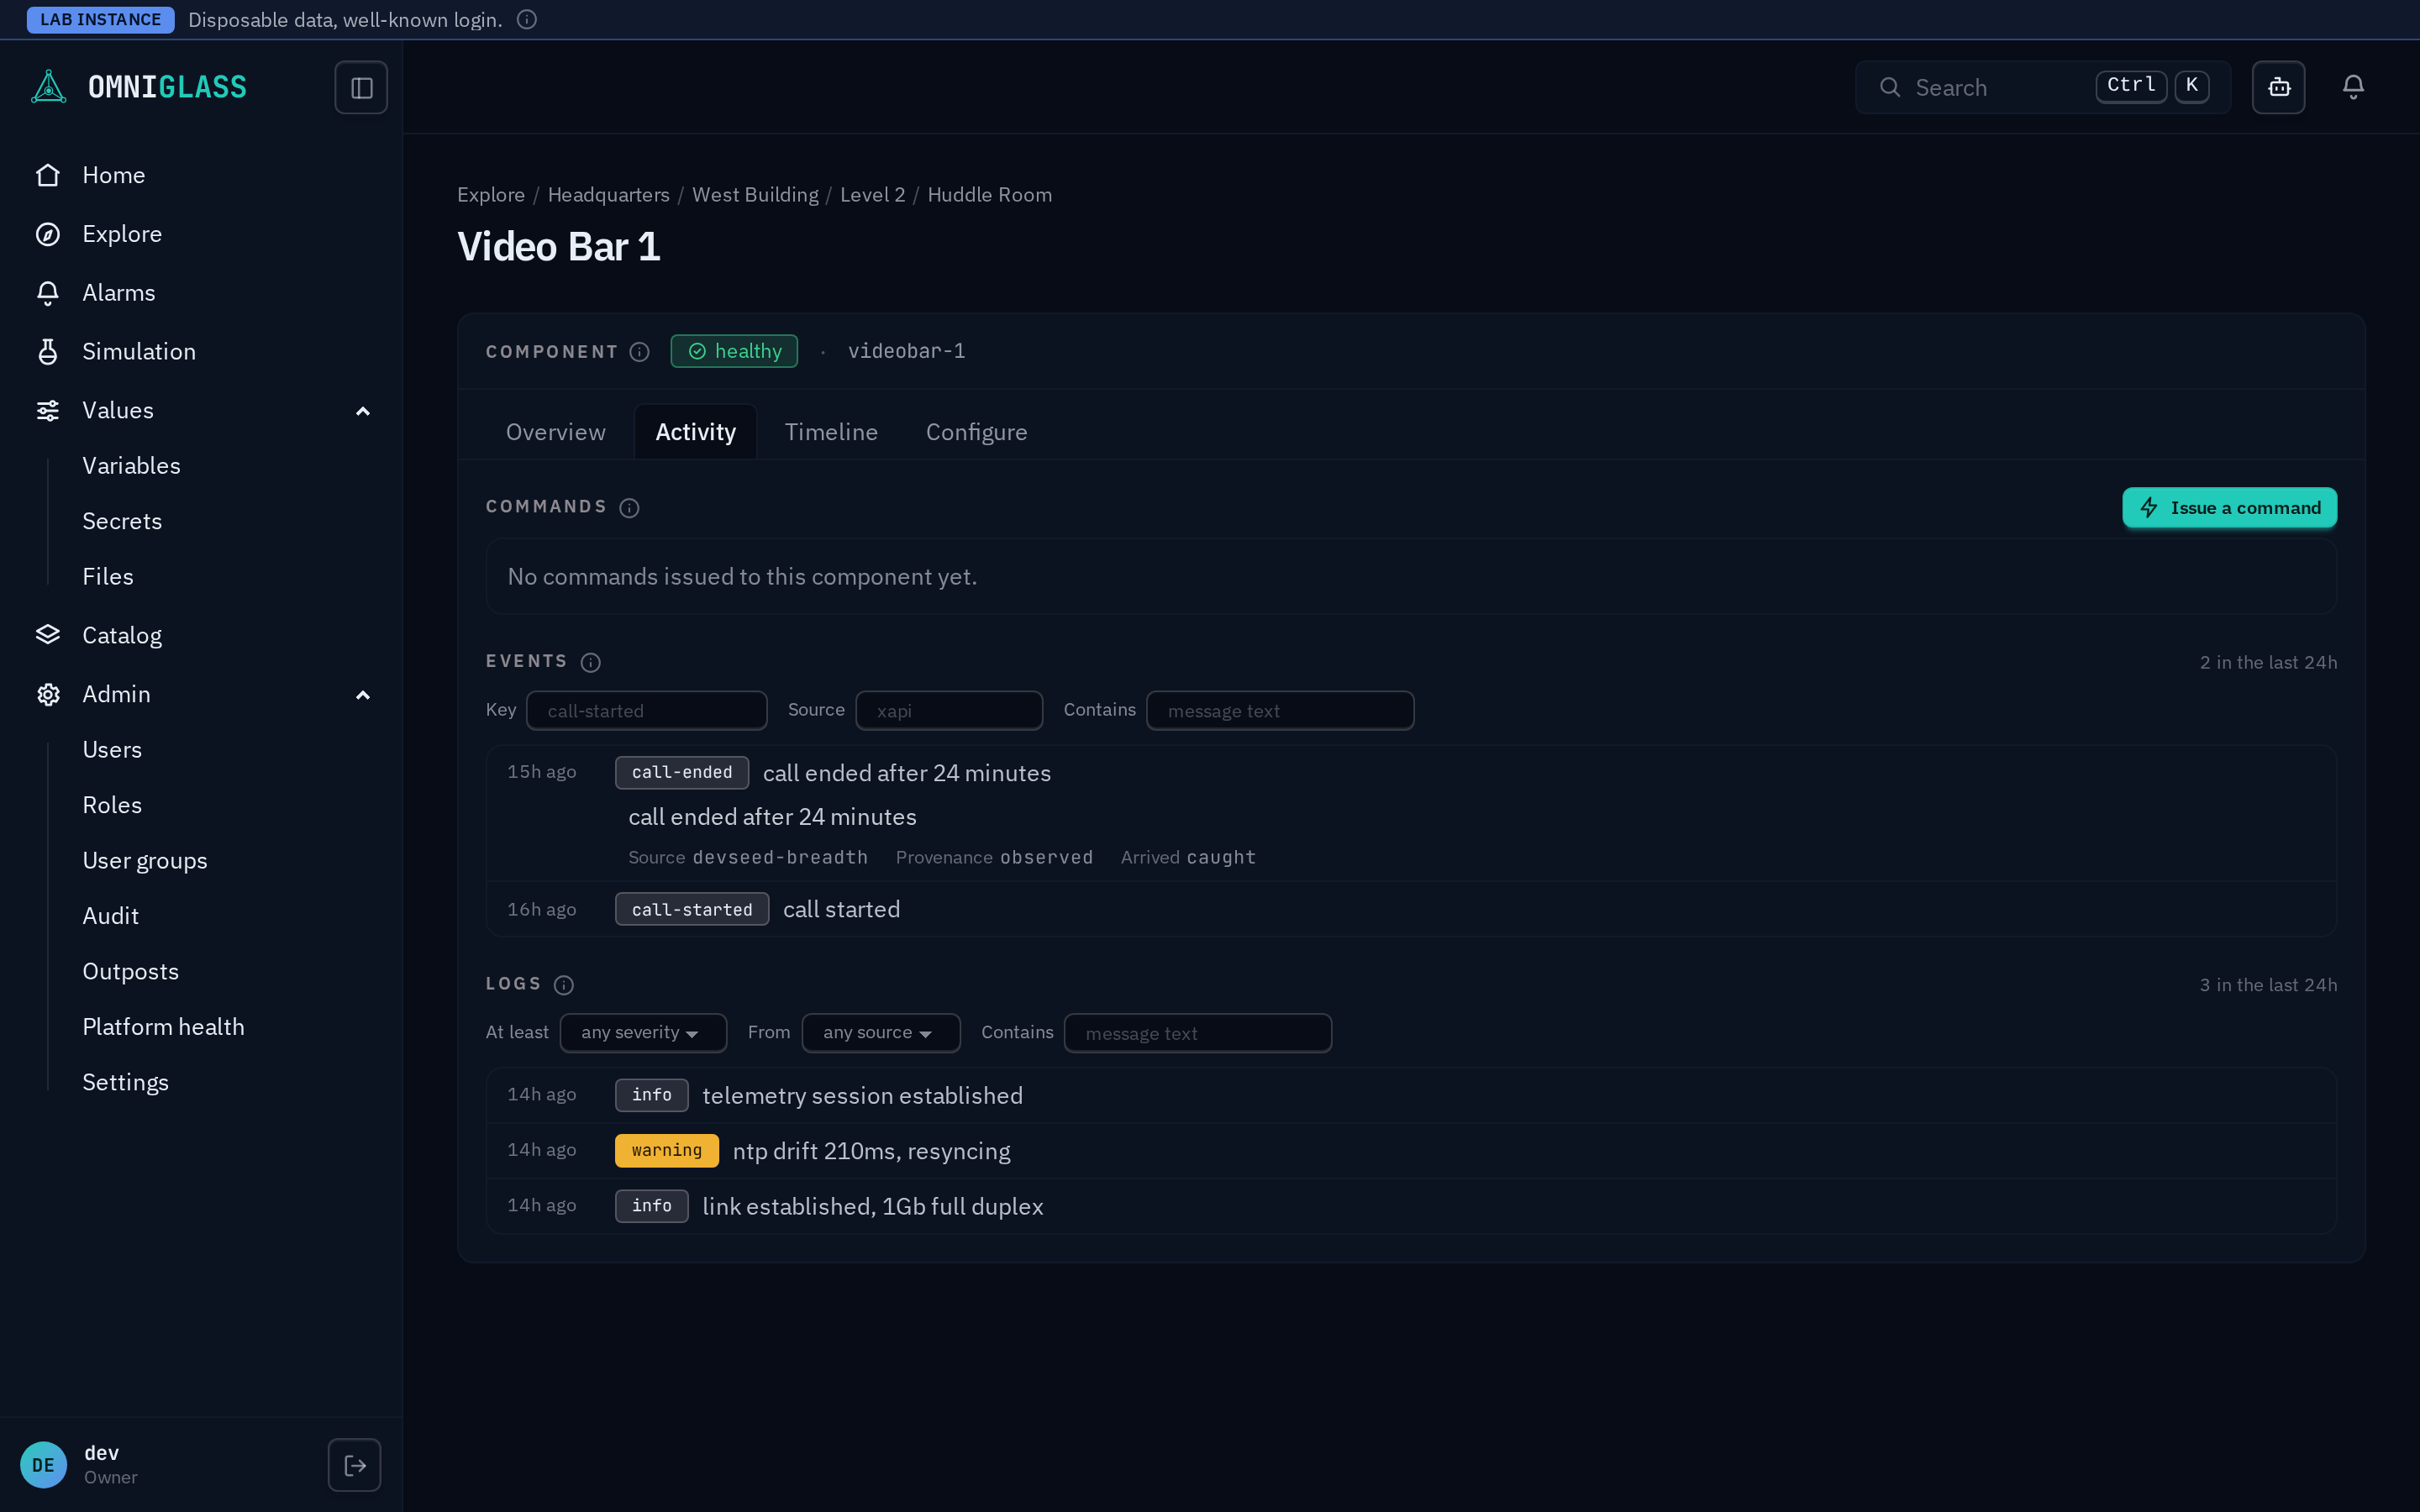 LAB INSTANCE Disposable data, well-known login.
OMNIGLASS
Search Ctrl K
Home
Explore
Alarms
Simulation
Values
Variables
Secrets
Files
Catalog
Admin
Users
Roles
User groups
Audit
Outposts
Platform health
Settings
DE dev
Owner
Explore / Headquarters / West Building / Level 2 / Huddle Room
Video Bar 1
COMPONENT healthy · videobar-1
Overview Activity Timeline Configure
COMMANDS Issue a command
No commands issued to this component yet.
EVENTS 2 in the last 24h
Key call-started Source xapi Contains message text
15h ago call-ended call ended after 24 minutes
call ended after 24 minutes
Source devseed-breadth Provenance observed Arrived caught
16h ago call-started call started
LOGS 3 in the last 24h
At least any severity From any source Contains message text
14h ago info telemetry session established
14h ago warning ntp drift 210ms, resyncing
14h ago info link established, 1Gb full duplex